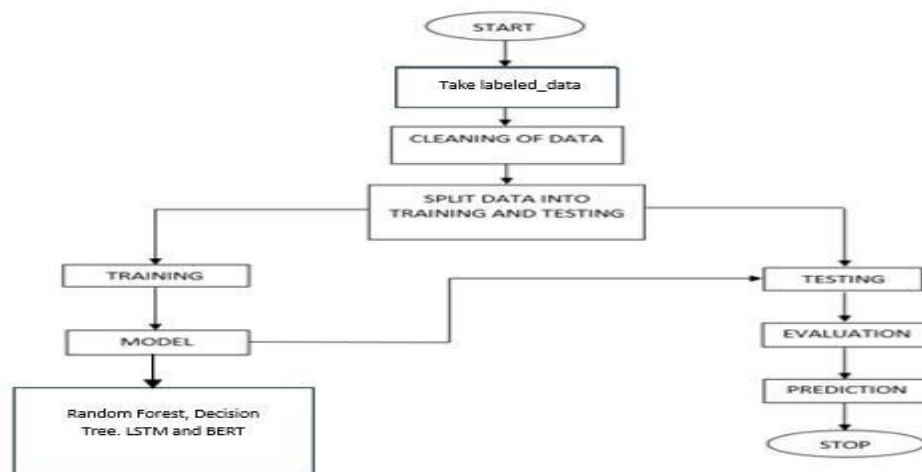 START
Take labeled_data
CLEANING OF DATA
SPLIT DATA INTO
TRAINING AND TESTING
TRAINING
TESTING
MODEL
EVALUATION
Random Forest, Decision
Tree. LSTM and BERT
PREDICTION
STOP